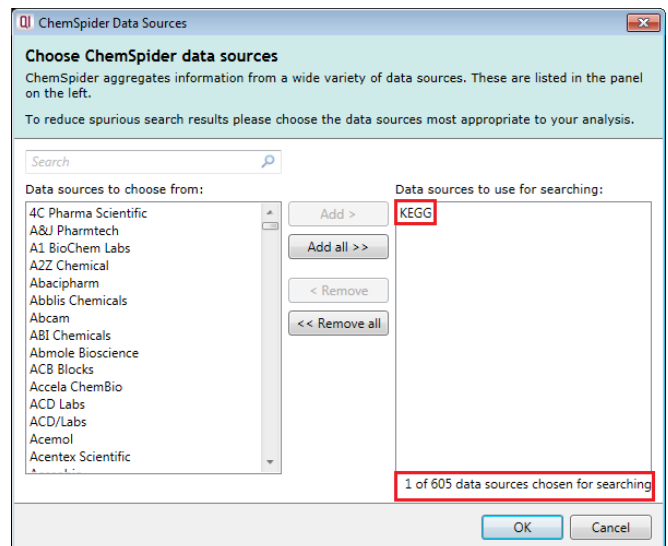 QI ChemSpider Data Sources
Choose ChemSpider data sources
ChemSpider aggregates information from a wide variety of data sources. These are listed in the panel
on the left.
To reduce spurious search results please choose the data sources most appropriate to your analysis.
Search
Data sources to choose from:
4C Pharma Scientific
A&J Pharmtech
A1 BioChem Labs
A2Z Chemical
Abacipharm
Abblis Chemicals
Abcam
ABI Chemicals
Abmole Bioscience
ACB Blocks
Accela ChemBio
ACD Labs
ACD/Labs
Acemol
Acentex Scientific
Add >
Add all >>
< Remove
<< Remove all
Data sources to use for searching:
KEGG
1 of 605 data sources chosen for searching
OK
Cancel